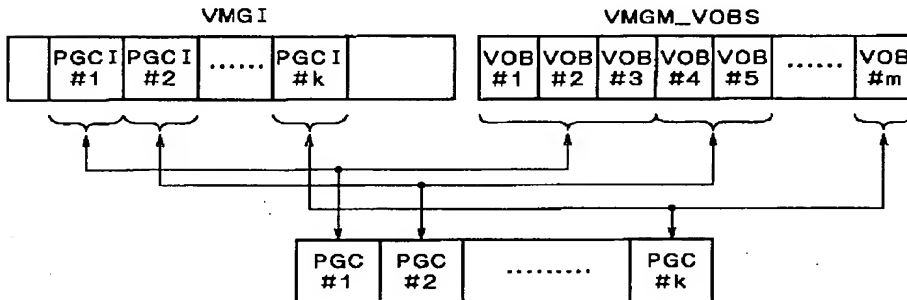 VMGI VMGM_VOBS
PGCI PGCI ······ PGCI VOB VOB VOB VOB VOB ······ VOB
#1 #2 #k #1 #2 #3 #4 #5 #m
PGC PGC ········· PGC
#1 #2 #k